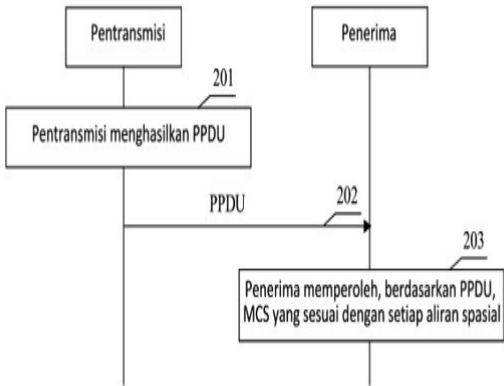 Pentransmisi
Penerima
201
Pentransmisi menghasilkan PPDU
PPDU
202
203
Penerima memperoleh, berdasarkan PPDU,
MCS yang sesuai dengan setiap aliran spasial